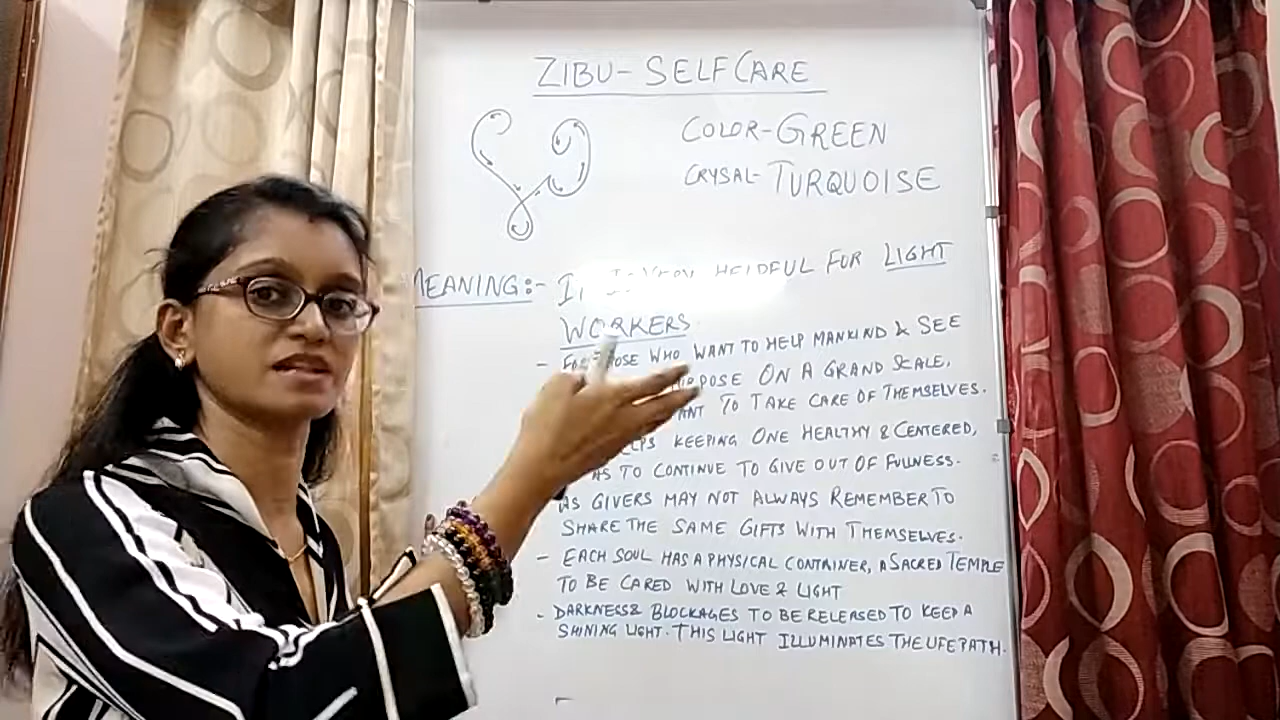 ZIBU-SELFCARE
COLOR-GREEN
CRYSAL-TURQUOISE
MEANING:- HELPFUL FOR LIGHT
WORKERS
- WHO WANT TO HELP MANKIND & SEE
ON A GRAND SCALE,
TO TAKE CARE OF THEMSELVES.
KEEPING ONE HEALTHY & CENTERED,
AS TO CONTINUE TO GIVE OUT OF FULLNESS.
AS GIVERS MAY NOT ALWAYS REMEMBER TO
SHARE THE SAME GIFTS WITH THEMSELVES.
- EACH SOUL HAS A PHYSICAL CONTAINER, A SACRED TEMPLE
TO BE CARED WITH LOVE & LIGHT
- DARKNESS & BLOCKAGES TO BE RELEASED TO KEEP A
SHINING LIGHT. THIS LIGHT ILLUMINATES THE LIFE PATH.